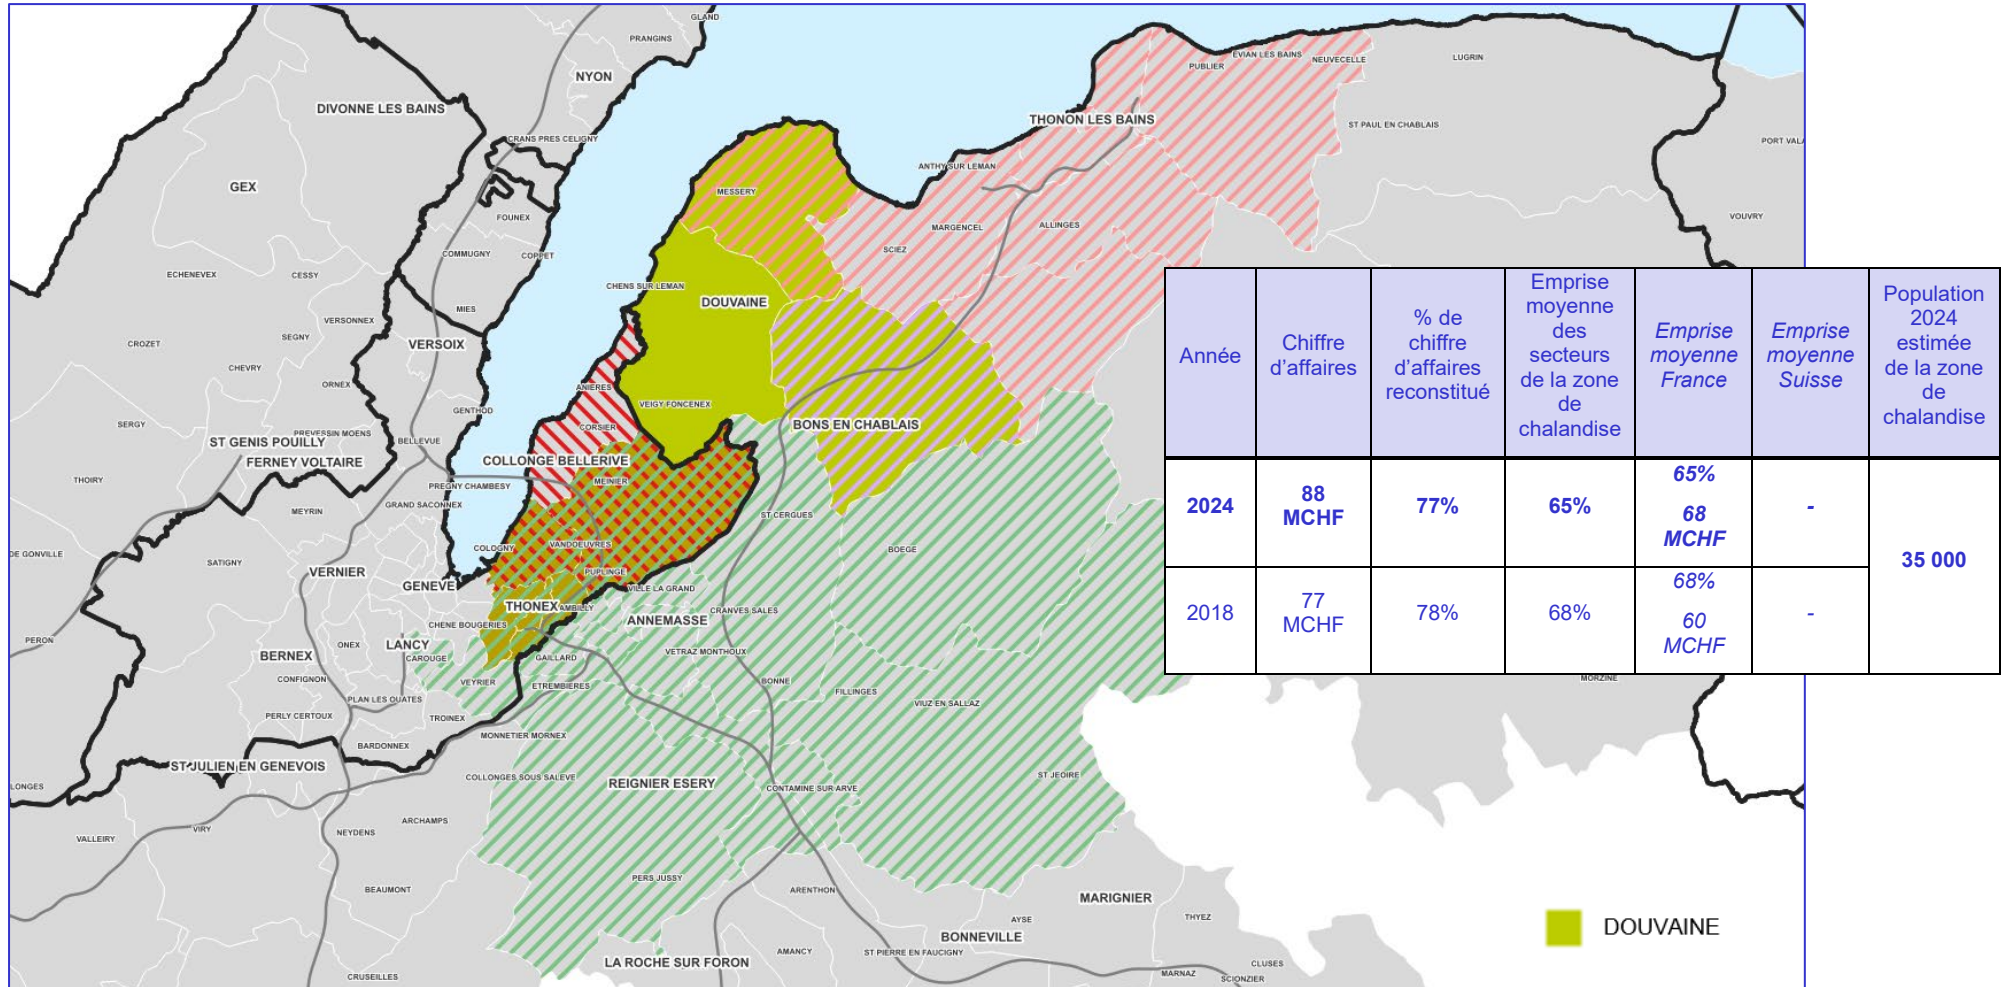 GLAND
PRANGINS
NYON
DIVONNE LES BAINS
CRANS PRES CELIGNY
GEX
FOUNEX
COMMUGNY
COPPET
ECHENEVEX
CESSY
MIES
VERSONNEX
CROZET
SEGNY
VERSOIX
CHEVRY
ORNEX
GENTHOD
SERGY
PREVESSIN MOENS
ST GENIS POUILLY
BELLEVUE
FERNEY VOLTAIRE
THOIRY
PREGNY CHAMBESY
GRAND SACONNEX
MEYRIN
DE GONVILLE
SATIGNY
VERNIER
GENEVE
PERON
ONEX
LANCY
BERNEX
CAROUGE
CONFIGNON
PLAN LES OUATES
PERLY CERTOUX
TROINEX
BARDONNEX
ST JULIEN EN GENEVOIS
LONGES
VALLEIRY
VIRY
NEYDENS
ARCHAMPS
BEAUMONT
CRUSEILLES
PUBLIER
EVIAN LES BAINS
NEUVECELLE
LUGRIN
THONON LES BAINS
ST PAUL EN CHABLAIS
PORT VALA
ANTHY SUR LEMAN
MESSERY
VOUVRY
MARGENCEL
ALLINGES
SCIEZ
CHENS SUR LEMAN
DOUVAINE
ANIERES
VEIGY FONCENEX
CORSIER
BONS EN CHABLAIS
COLLONGE BELLERIVE
MEINIER
ST CERGUES
COLOGNY
VANDOEUVRES
BOEGE
PUPLINGE
VILLE LA GRAND
THONEX
AMBILLY
CRANVES SALES
CHENE BOUGERIES
ANNEMASSE
VETRAZ MONTHOUX
GAILLARD
VEYRIER
ETREMBIERES
BONNE
FILLINGES
VIUZ EN SALLAZ
MONNETIER MORNEX
COLLONGES SOUS SALEVE
REIGNIER ESERY
CONTAMINE SUR ARVE
ST JEOIRE
PERS JUSSY
ARENTHON
MARIGNIER
AYSE
THYEZ
BONNEVILLE
AMANCY
ST PIERRE EN FAUCIGNY
LA ROCHE SUR FORON
CLUSES
MARNAZ
SCIONZIER
MORZINE
Année
Chiffre
d'affaires
% de
chiffre
d'affaires
reconstitué
Emprise
moyenne
des
secteurs
de la zone
de
chalandise
Emprise
moyenne
France
Emprise
moyenne
Suisse
Population
2024
estimée
de la zone
de
chalandise
2024
88
MCHF
77%
65%
65%
68
MCHF
-
35 000
2018
77
MCHF
78%
68%
68%
60
MCHF
-
DOUVAINE